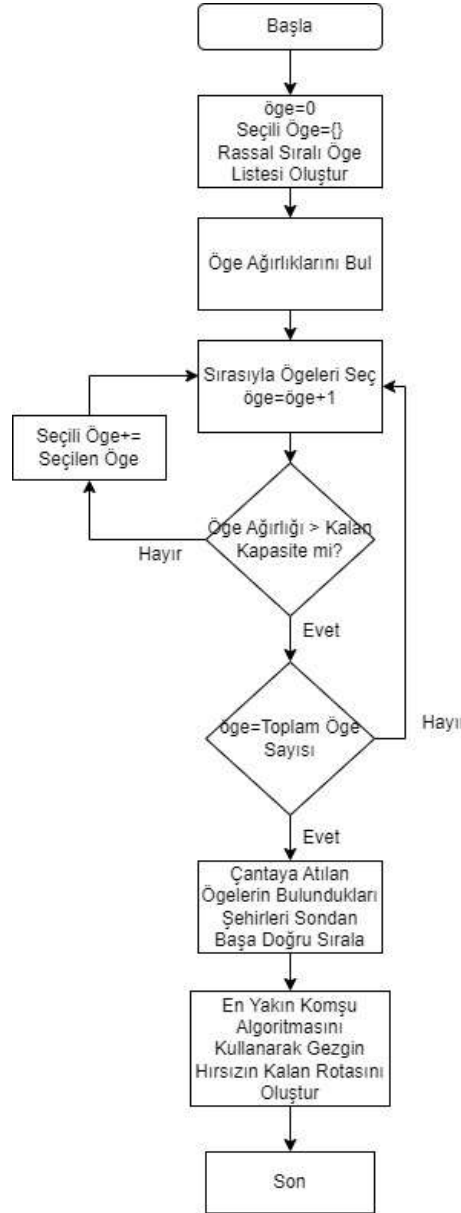 Başla
öge=0
Seçili Öge={}
Rassal Sıralı Öge
Listesi Oluştur
Öge Ağırlıklarını Bul
Sırasıyla Ögeleri Seç
öge=öge+1
Seçili Öge+=
Seçilen Öge
Öge Ağırlığı > Kalan
Kapasite mi?
Hayır
Evet
öge=Toplam Öge
Sayısı
Hayır
Evet
Çantaya Atılan
Ögelerin Bulundukları
Şehirleri Sondan
Başa Doğru Sırala
En Yakın Komşu
Algoritmasını
Kullanarak Gezgin
Hırsızın Kalan Rotasını
Oluştur
Son